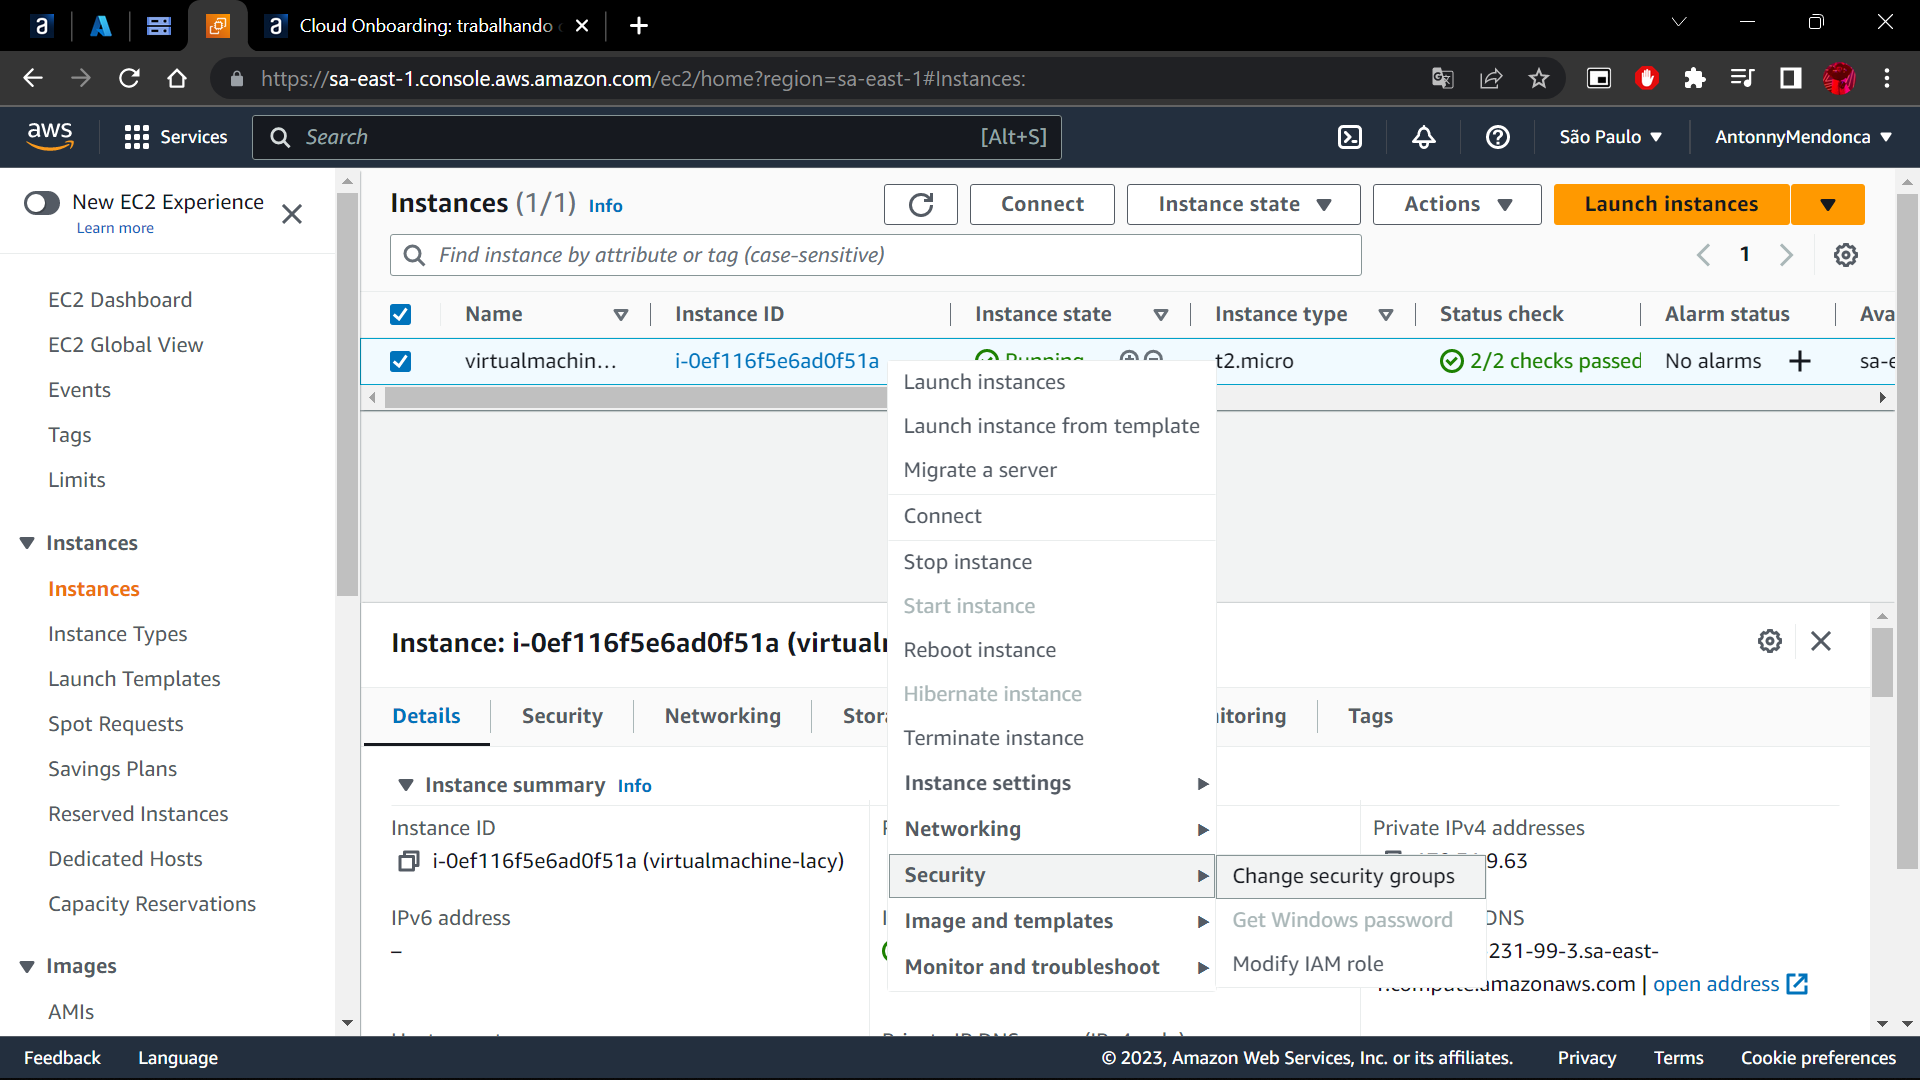 Cloud Onboarding: trabalhando
https://sa-east-1.console.aws.amazon.com/ec2/home?region=sa-east-1#Instances:
aws
Services
Search
[Alt+S]
São Paulo
AntonnyMendonca
New EC2 Experience
Learn more
EC2 Dashboard
EC2 Global View
Events
Tags
Limits
Instances
Instances
Instance Types
Launch Templates
Spot Requests
Savings Plans
Reserved Instances
Dedicated Hosts
Capacity Reservations
Images
AMIs
Instances (1/1) Info
Connect
Instance state
Actions
Launch instances
Find instance by attribute or tag (case-sensitive)
1
Name
Instance ID
Instance state
Instance type
Status check
Alarm status
Ava
virtualmachin...
i-0ef116f5e6ad0f51a
Running
t2.micro
2/2 checks passed
No alarms
sa-e
Launch instances
Launch instance from template
Migrate a server
Connect
Stop instance
Start instance
Reboot instance
Hibernate instance
Terminate instance
Instance settings
Networking
Security
Image and templates
Monitor and troubleshoot
Change security groups
Get Windows password
Modify IAM role
Instance: i-0ef116f5e6ad0f51a (virtual
Details
Security
Networking
Stora
itoring
Tags
Instance summary Info
Instance ID
i-0ef116f5e6ad0f51a (virtualmachine-lacy)
IPv6 address
–
Private IPv4 addresses
9.63
DNS
231-99-3.sa-east-
amazonaws.com | open address
Feedback
Language
© 2023, Amazon Web Services, Inc. or its affiliates.
Privacy
Terms
Cookie preferences